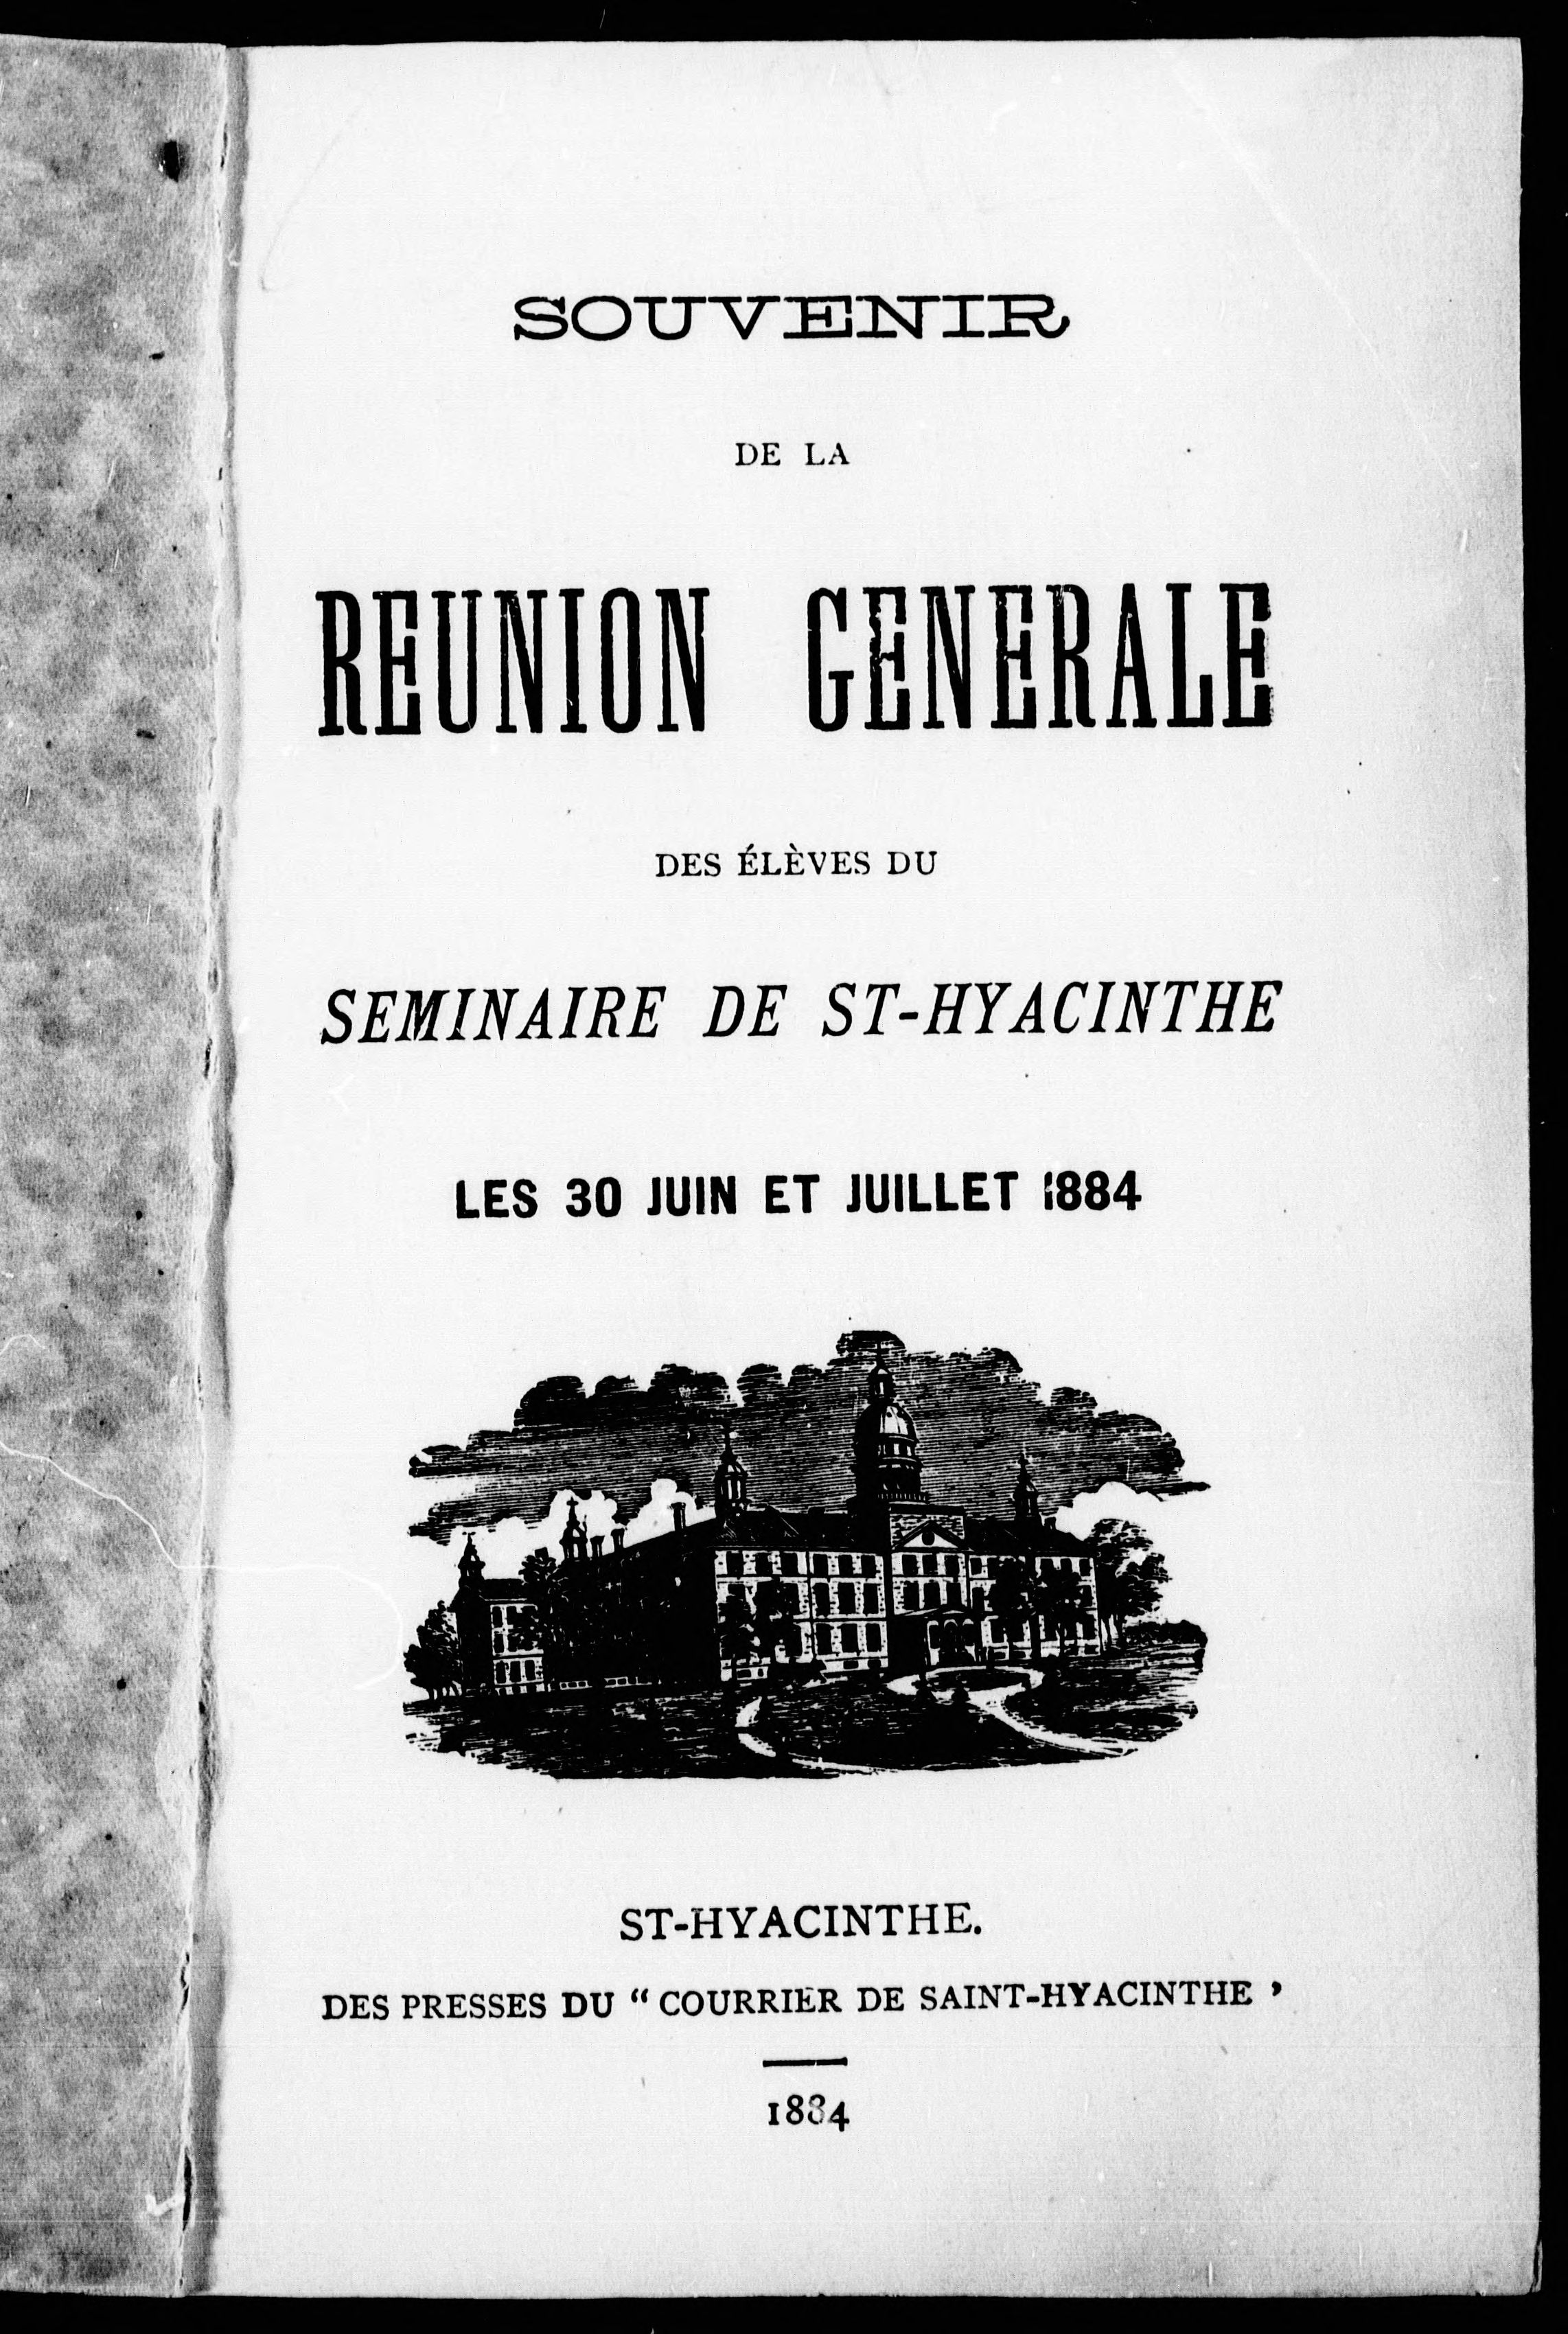 SOUVENIR
DE LA
REUNION GENERALE
DES ÉLÈVES DU
SEMINAIRE DE ST-HYACINTHE
LES 30 JUIN ET JUILLET 1884
ST-HYACINTHE.
DES PRESSES DU “ COURRIER DE SAINT-HYACINTHE ’
1884